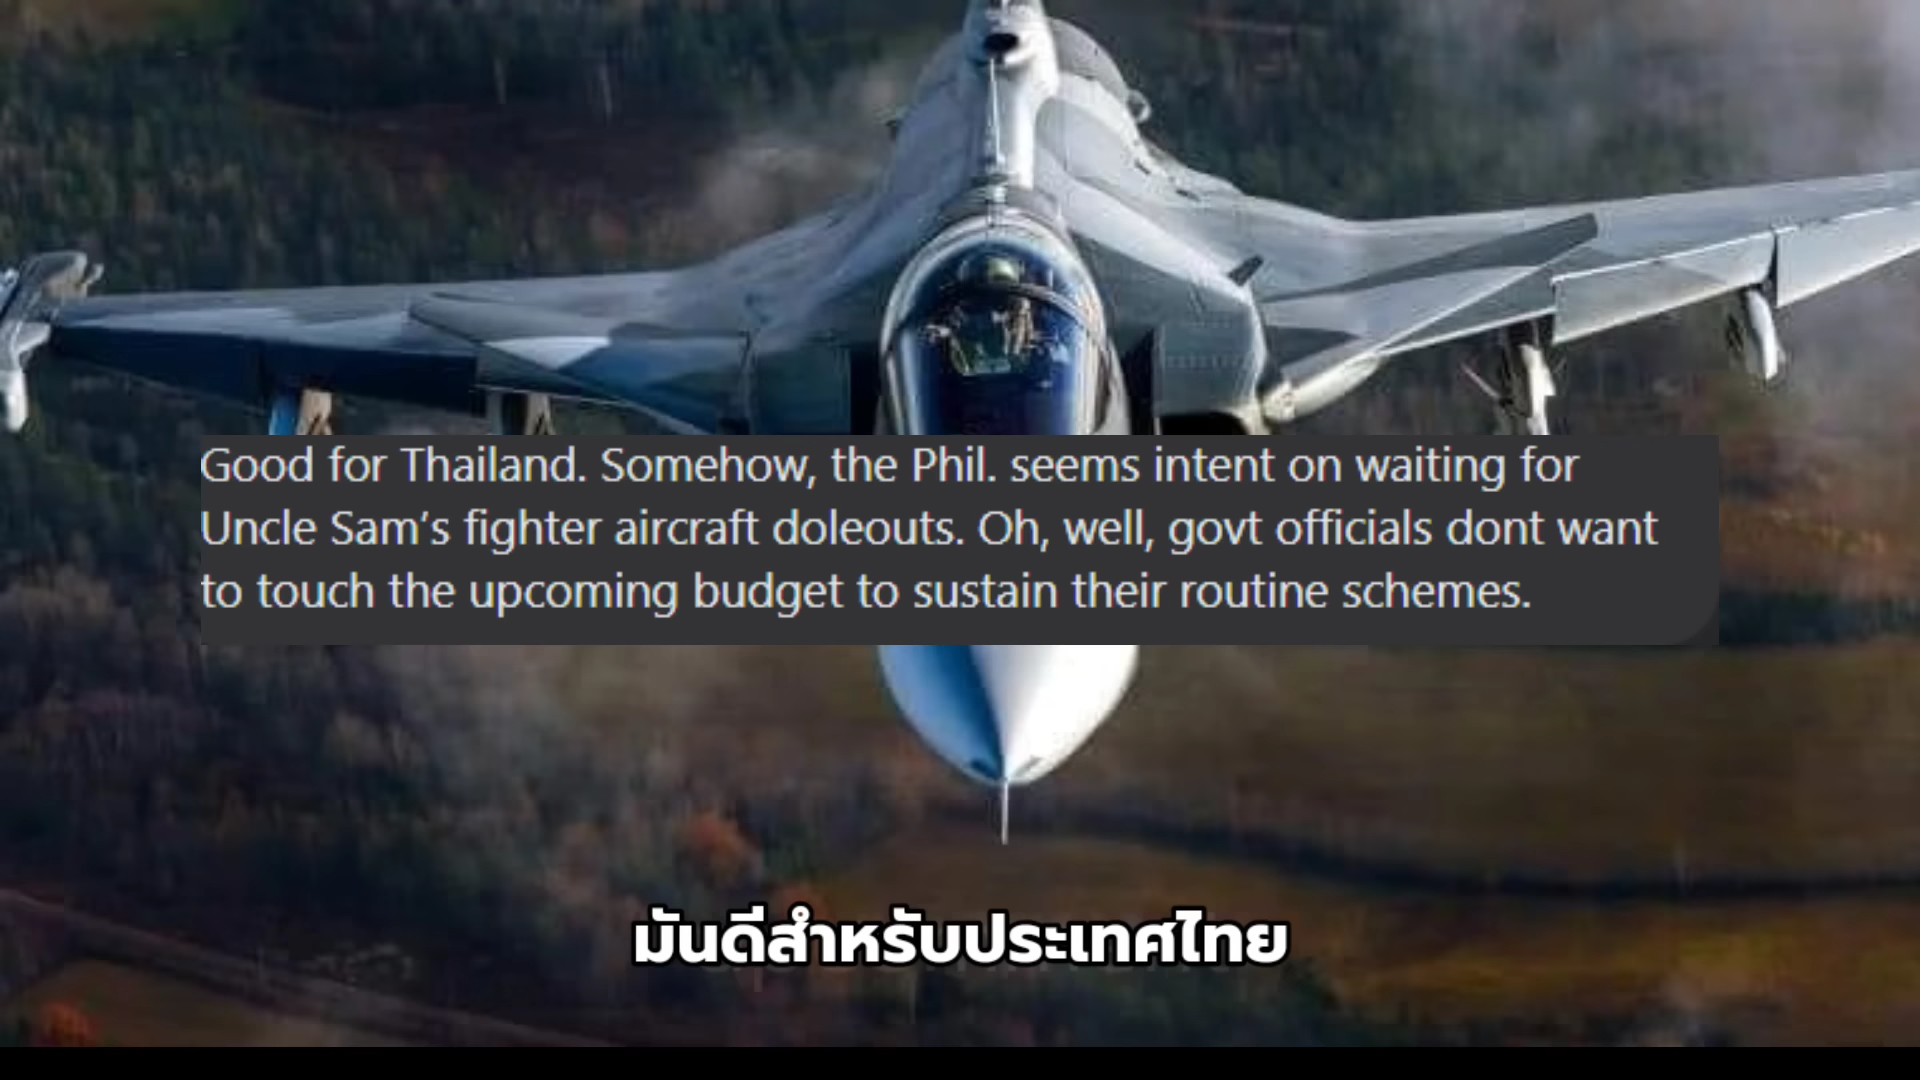 Good for Thailand. Somehow, the Phil. seems intent on waiting for
Uncle Sam’s fighter aircraft doleouts. Oh, well, govt officials dont want
to touch the upcoming budget to sustain their routine schemes.
มันดีสำหรับประเทศไทย